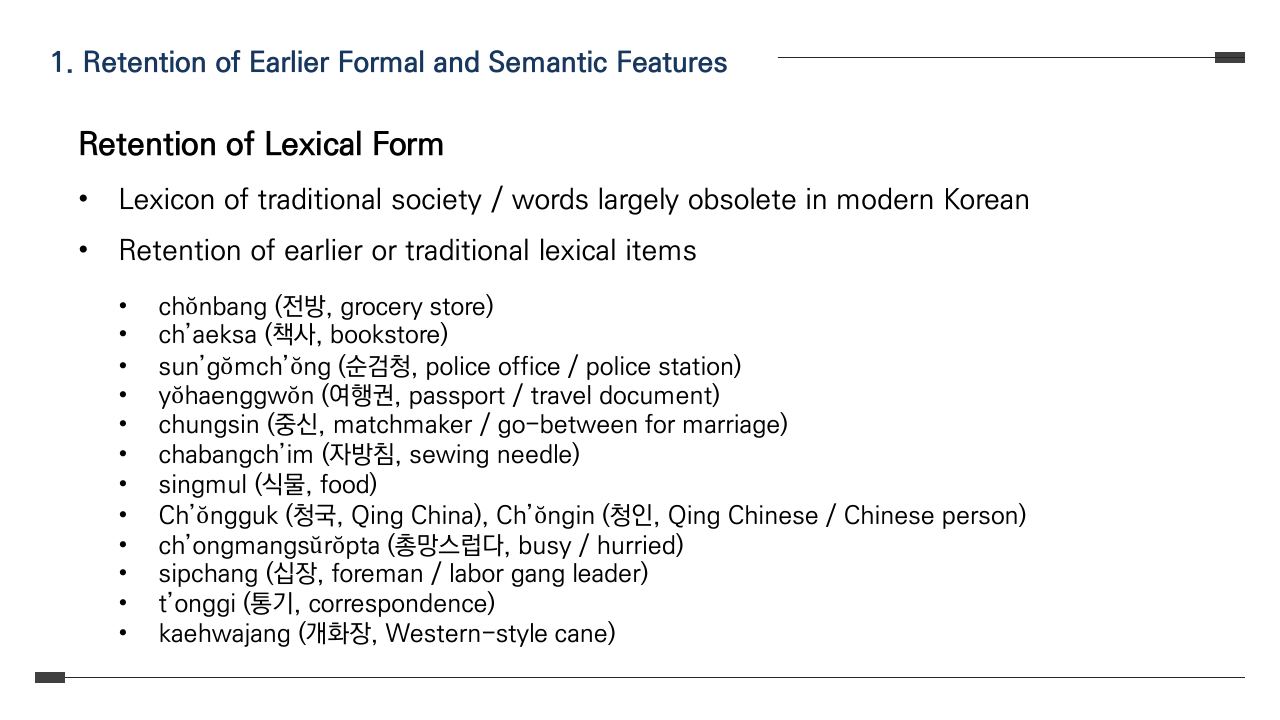 1. Retention of Earlier Formal and Semantic Features
Retention of Lexical Form
• Lexicon of traditional society / words largely obsolete in modern Korean
• Retention of earlier or traditional lexical items
• chŏnbang (전방, grocery store)
• ch’aeksa (책사, bookstore)
• sun’gŏmch’ŏng (순검청, police office / police station)
• yŏhaenggwŏn (여행권, passport / travel document)
• chungsin (중신, matchmaker / go-between for marriage)
• chabangch’im (자방침, sewing needle)
• singmul (식물, food)
• Ch’ŏngguk (청국, Qing China), Ch’ŏngin (청인, Qing Chinese / Chinese person)
• ch’ongmangsŭrŏpta (총망스럽다, busy / hurried)
• sipchang (십장, foreman / labor gang leader)
• t’onggi (통기, correspondence)
• kaehwajang (개화장, Western-style cane)